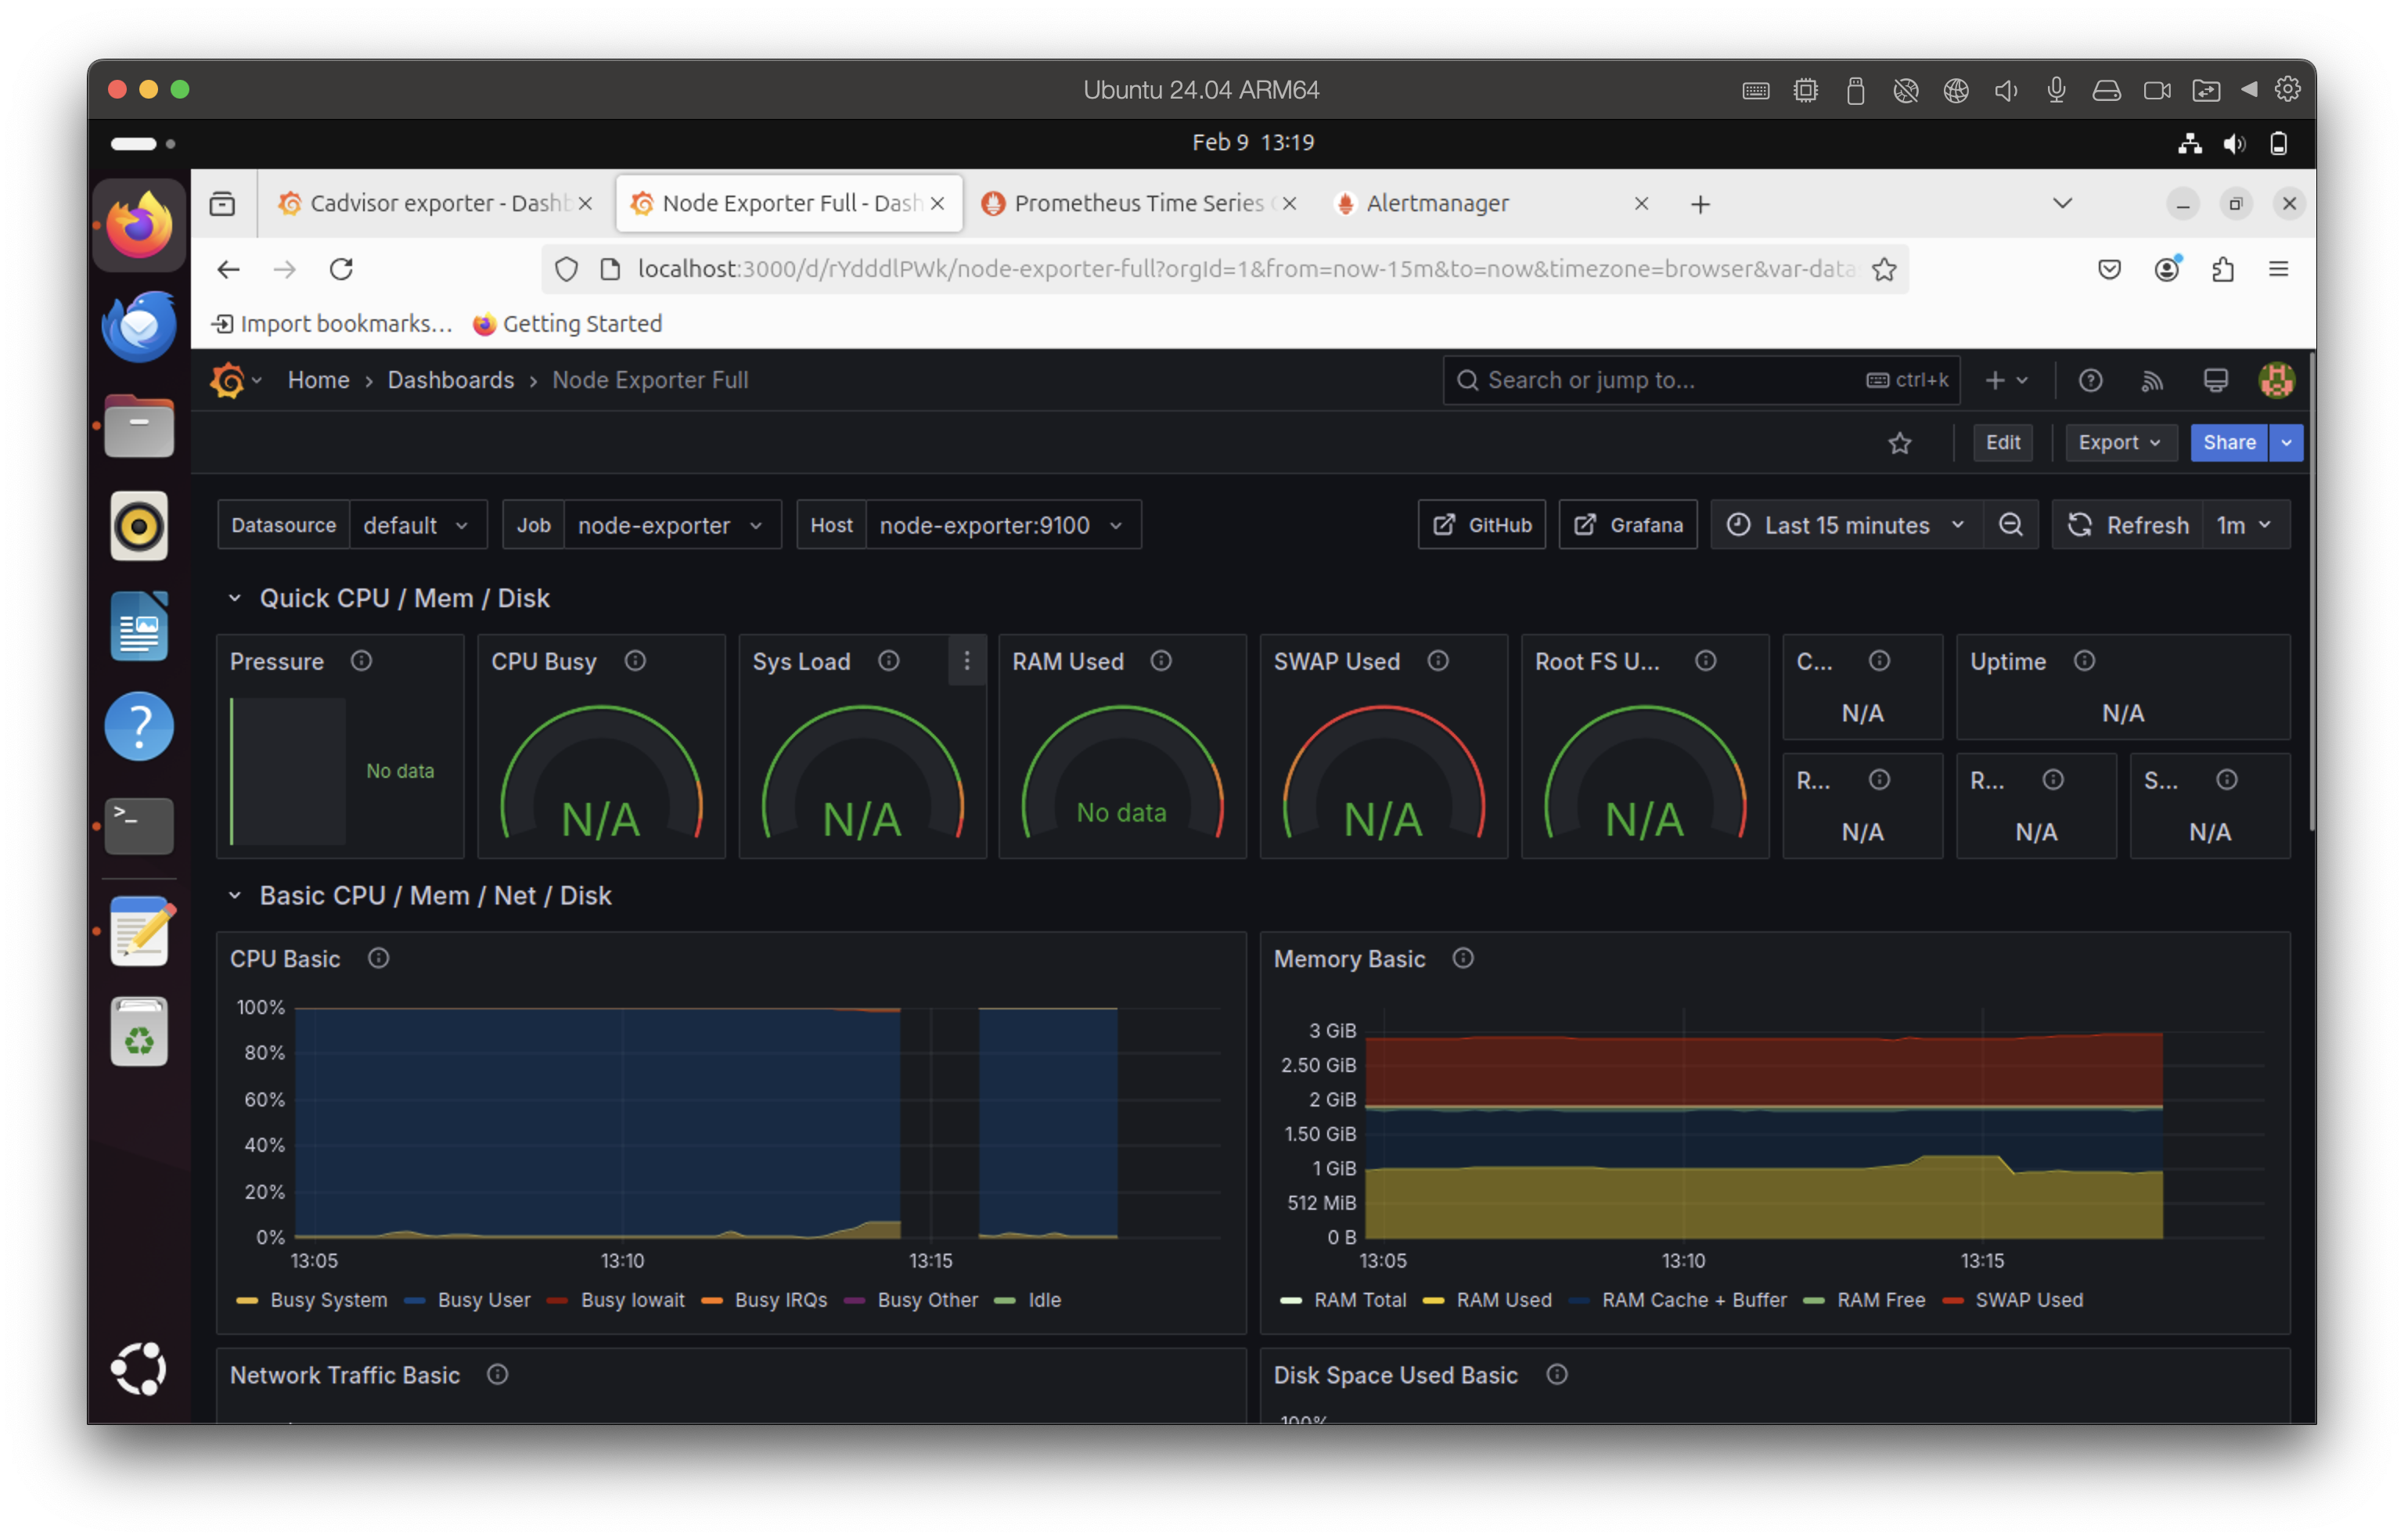 Ubuntu 24.04 ARM64
Feb 9 13:19
Cadvisor exporter - Dashb
Node Exporter Full - Dash
Prometheus Time Series
Alertmanager
localhost:3000/d/rYdddlPWk/node-exporter-full?orgId=1&from=now-15m&to=now&timezone=browser&var-data
Import bookmarks...
Getting Started
Home › Dashboards › Node Exporter Full
Search or jump to...
ctrl+k
Edit
Export
Share
Datasource default
Job node-exporter
Host node-exporter:9100
GitHub
Grafana
Last 15 minutes
Refresh 1m
Quick CPU / Mem / Disk
Pressure
No data
CPU Busy
N/A
Sys Load
N/A
RAM Used
No data
SWAP Used
N/A
Root FS U...
N/A
C...
N/A
Uptime
N/A
R...
N/A
R...
N/A
S...
N/A
Basic CPU / Mem / Net / Disk
CPU Basic
100%
80%
60%
40%
20%
0%
13:05 13:10 13:15
Busy System Busy User Busy Iowait Busy IRQs Busy Other Idle
Memory Basic
3 GiB
2.50 GiB
2 GiB
1.50 GiB
1 GiB
512 MiB
0 B
13:05 13:10 13:15
RAM Total RAM Used RAM Cache + Buffer RAM Free SWAP Used
Network Traffic Basic
Disk Space Used Basic
100%